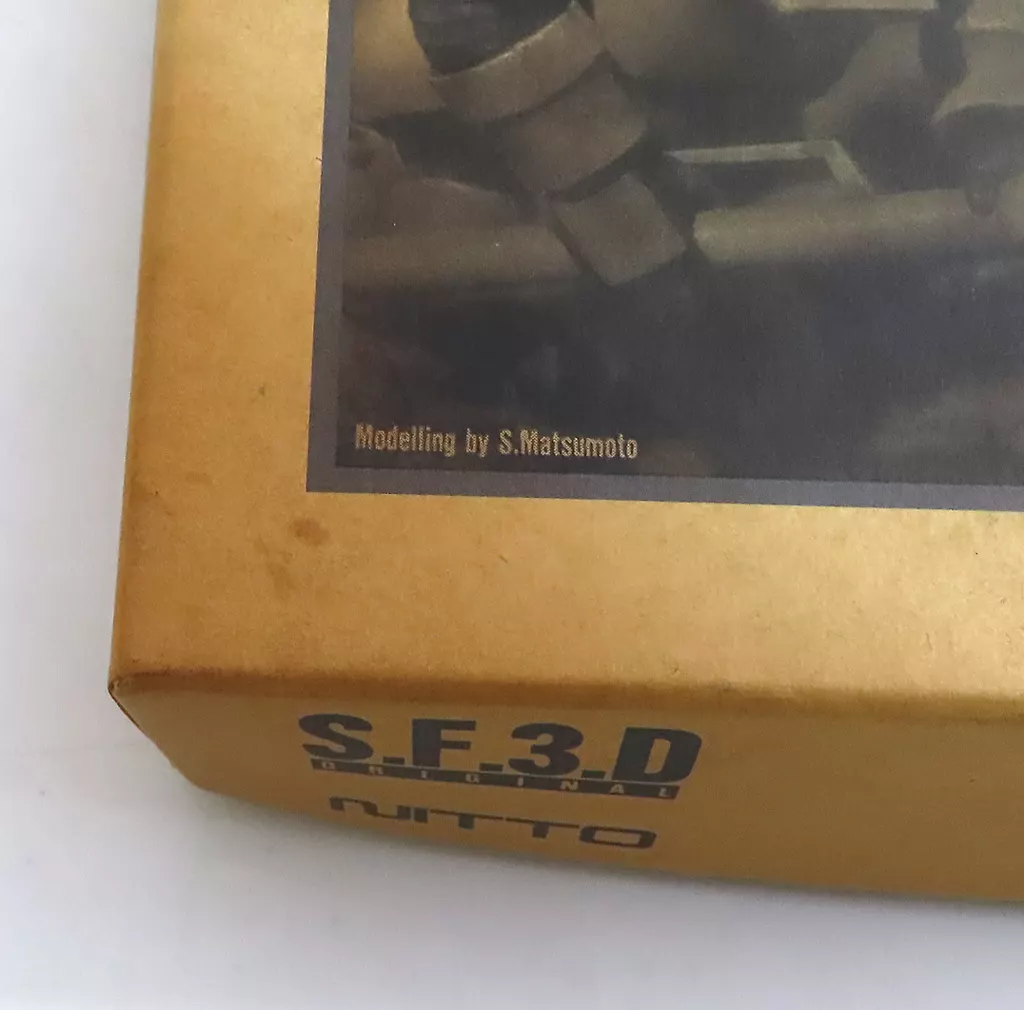 Modelling by S.Matsumoto
S.F.3.D
ORIGINAL
NITTO